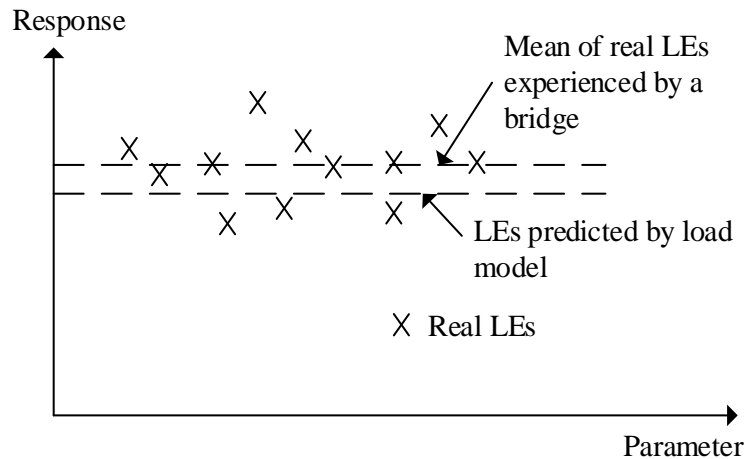 Response
Mean of real LEs
experienced by a
bridge
LEs predicted by load
model
Real LEs
Parameter